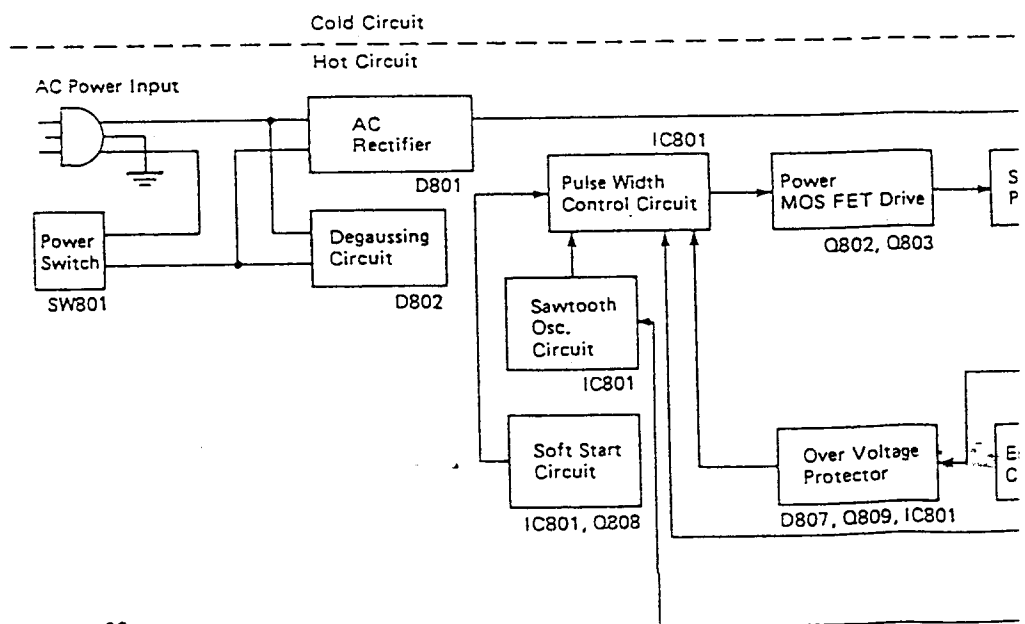 Cold Circuit
Hot Circuit
AC Power Input
AC
Rectifier
D801
IC801
Pulse Width
Control Circuit
Power
MOS FET Drive
Q802, Q803
S
P
Power
Switch
SW801
Degaussing
Circuit
D802
Sawtooth
Osc.
Circuit
IC801
Soft Start
Circuit
IC801, Q808
Over Voltage
Protector
D807, Q809, IC801
C